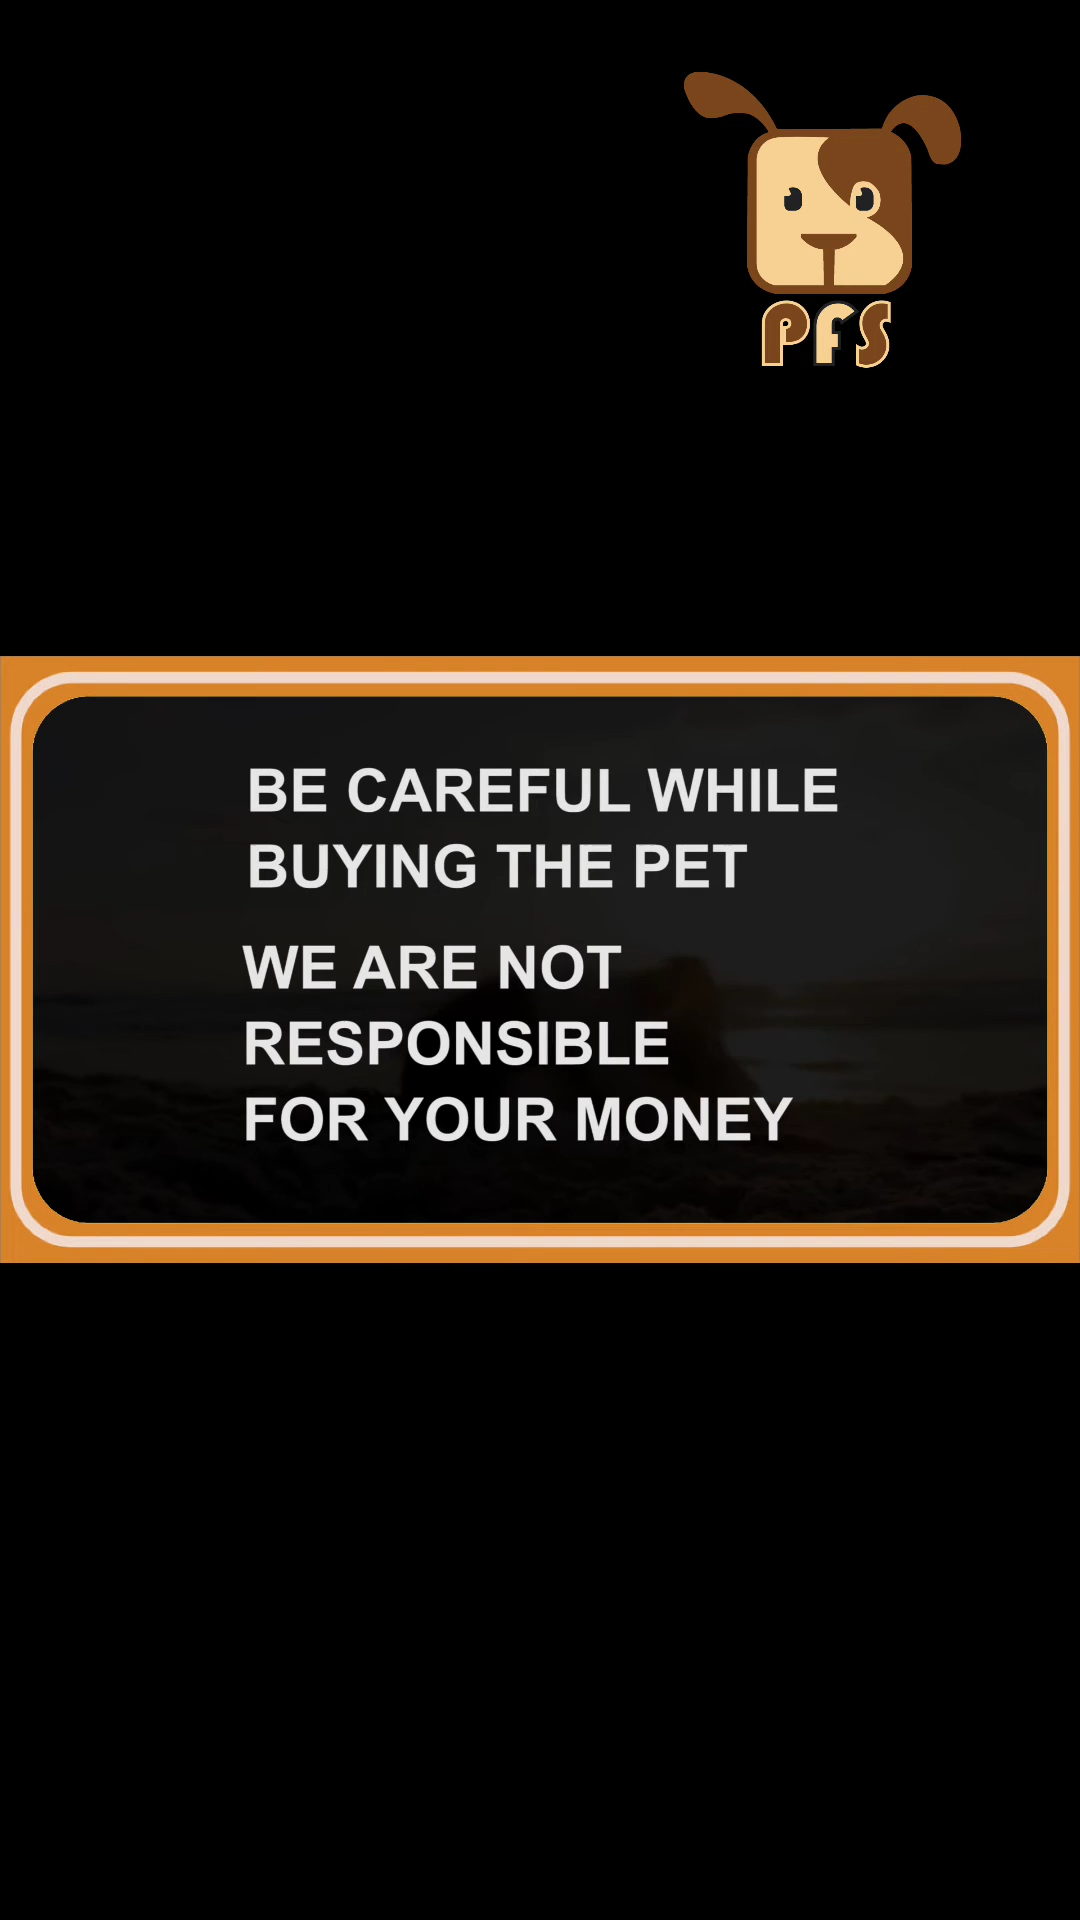 PFS
BE CAREFUL WHILE
BUYING THE PET
WE ARE NOT
RESPONSIBLE
FOR YOUR MONEY